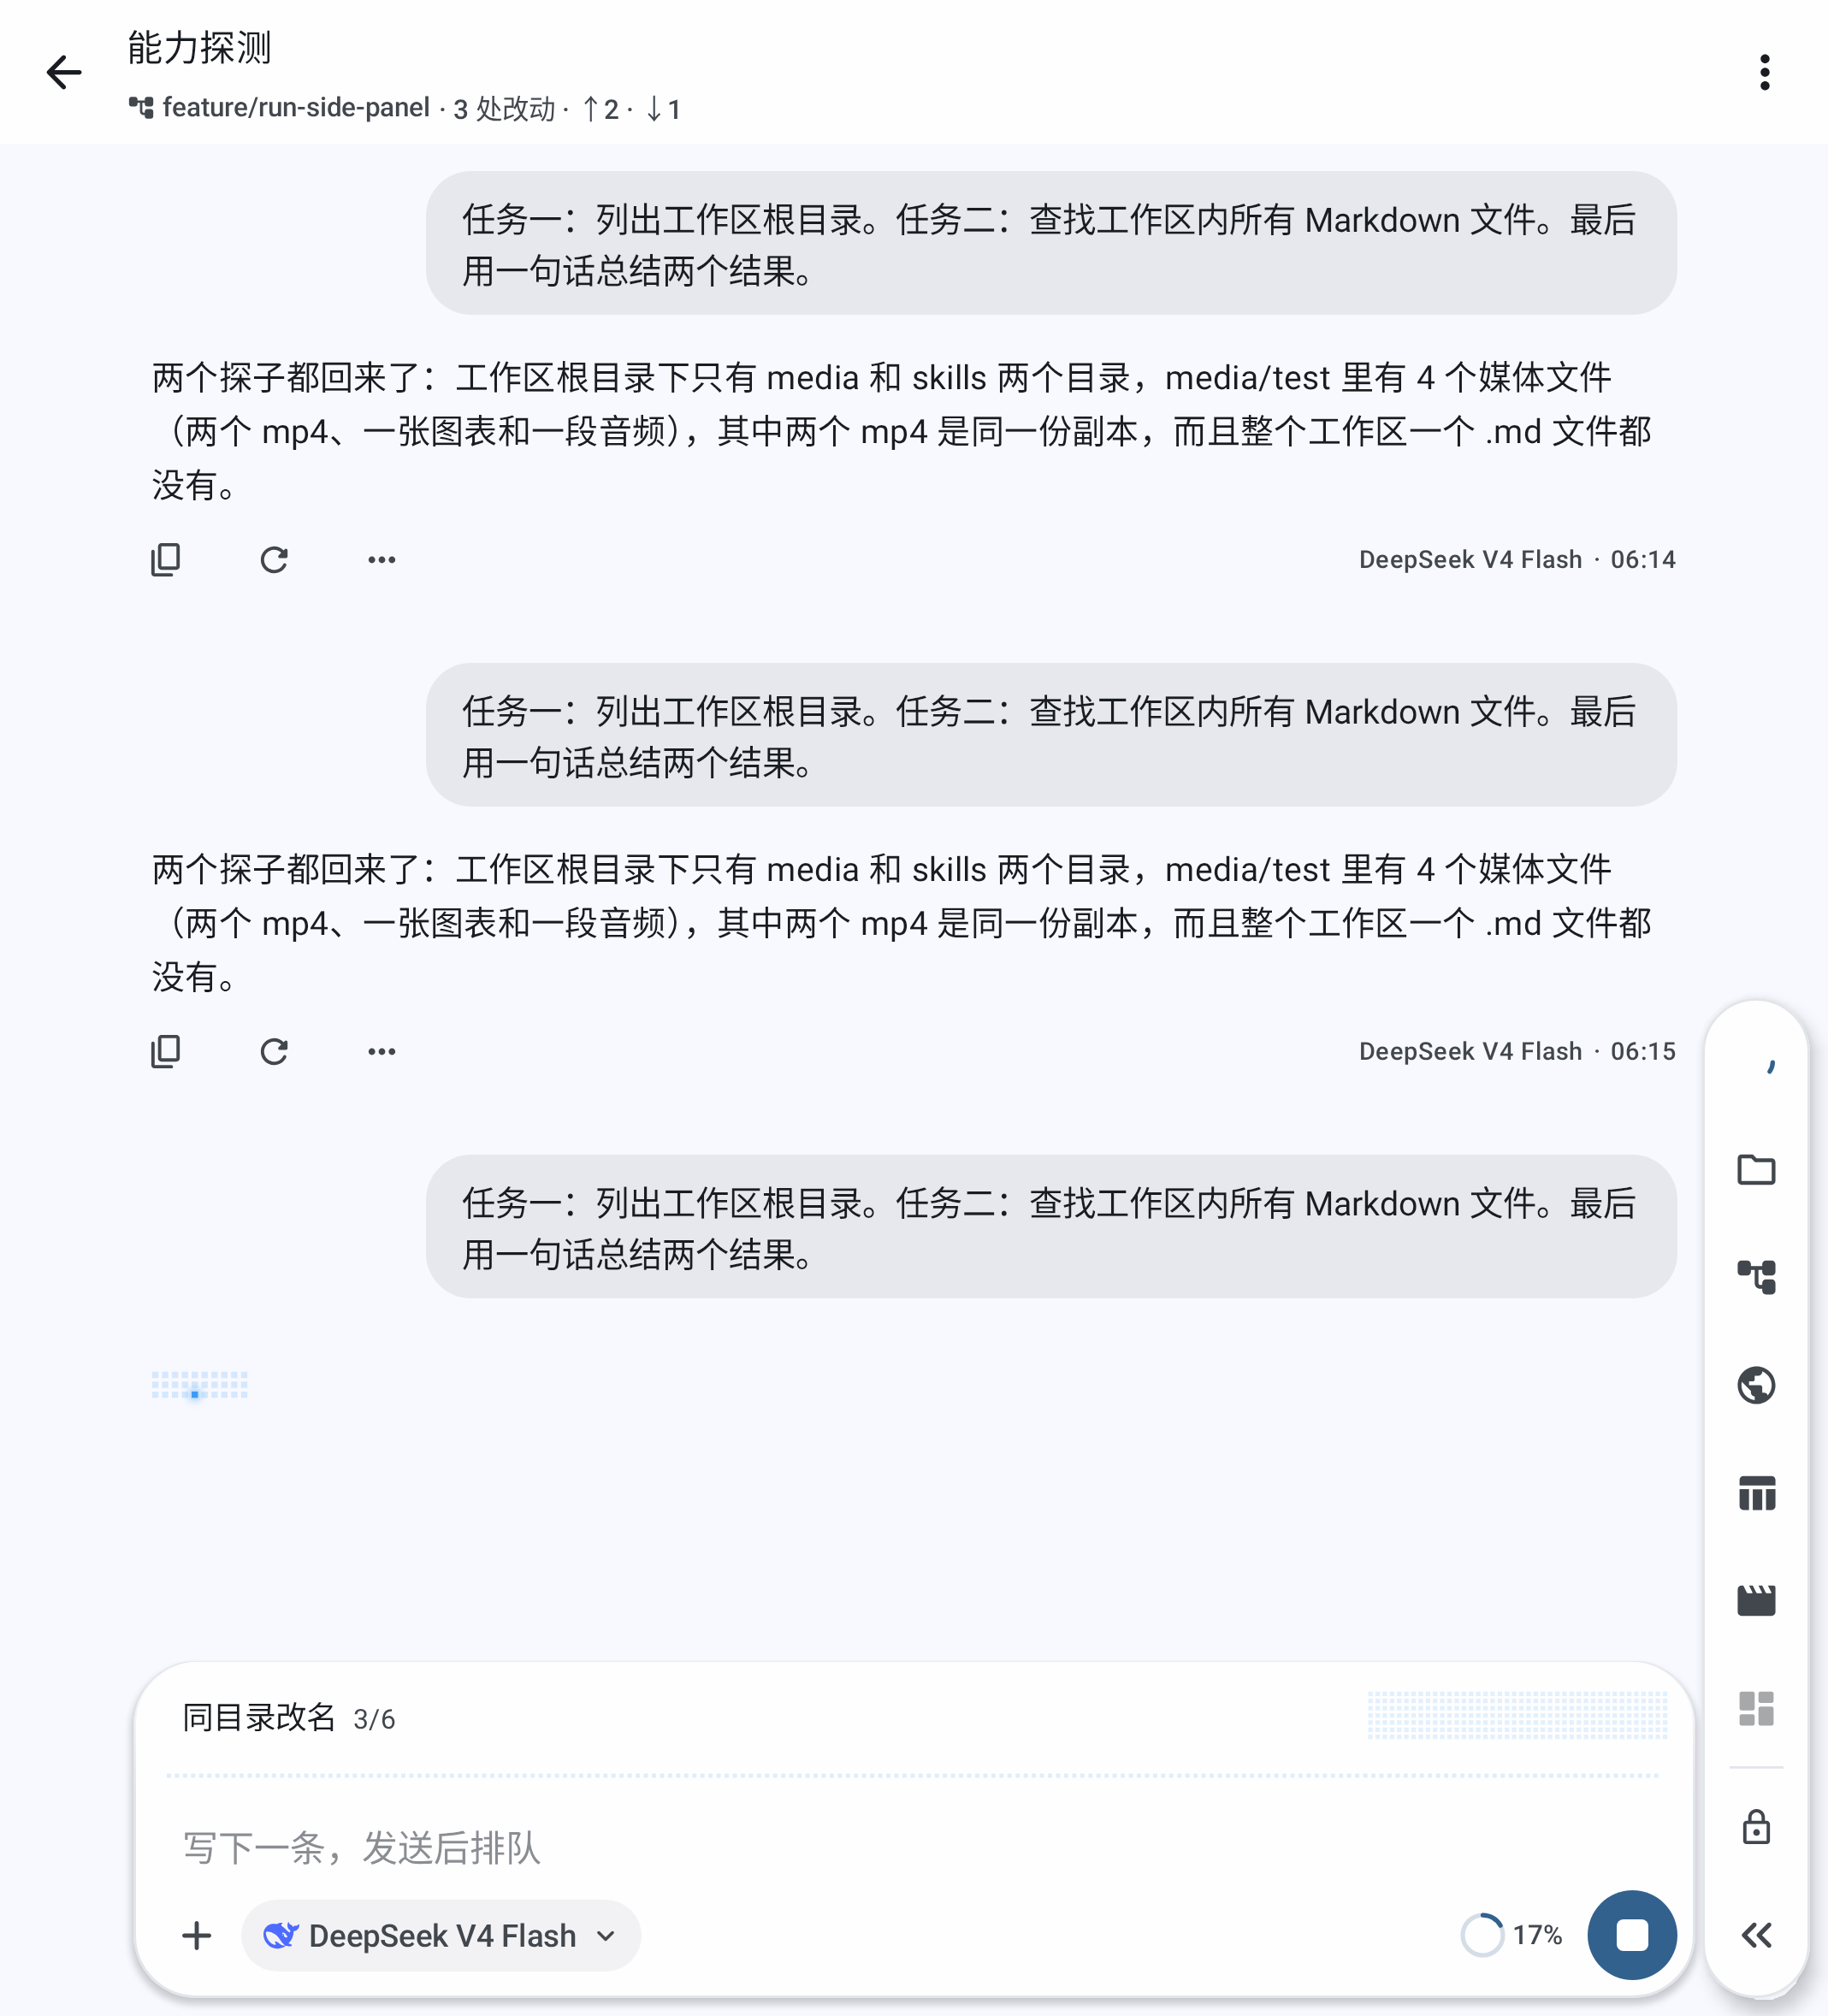 能力探测
feature/run-side-panel · 3 处改动 · ↑2 · ↓1
任务一：列出工作区根目录。任务二：查找工作区内所有 Markdown 文件。最后
用一句话总结两个结果。
两个探子都回来了：工作区根目录下只有 media 和 skills 两个目录，media/test 里有 4 个媒体文件
（两个 mp4、一张图表和一段音频），其中两个 mp4 是同一份副本，而且整个工作区一个 .md 文件都
没有。
DeepSeek V4 Flash · 06:14
任务一：列出工作区根目录。任务二：查找工作区内所有 Markdown 文件。最后
用一句话总结两个结果。
两个探子都回来了：工作区根目录下只有 media 和 skills 两个目录，media/test 里有 4 个媒体文件
（两个 mp4、一张图表和一段音频），其中两个 mp4 是同一份副本，而且整个工作区一个 .md 文件都
没有。
DeepSeek V4 Flash · 06:15
任务一：列出工作区根目录。任务二：查找工作区内所有 Markdown 文件。最后
用一句话总结两个结果。
同目录改名 3/6
写下一条，发送后排队
DeepSeek V4 Flash
17%